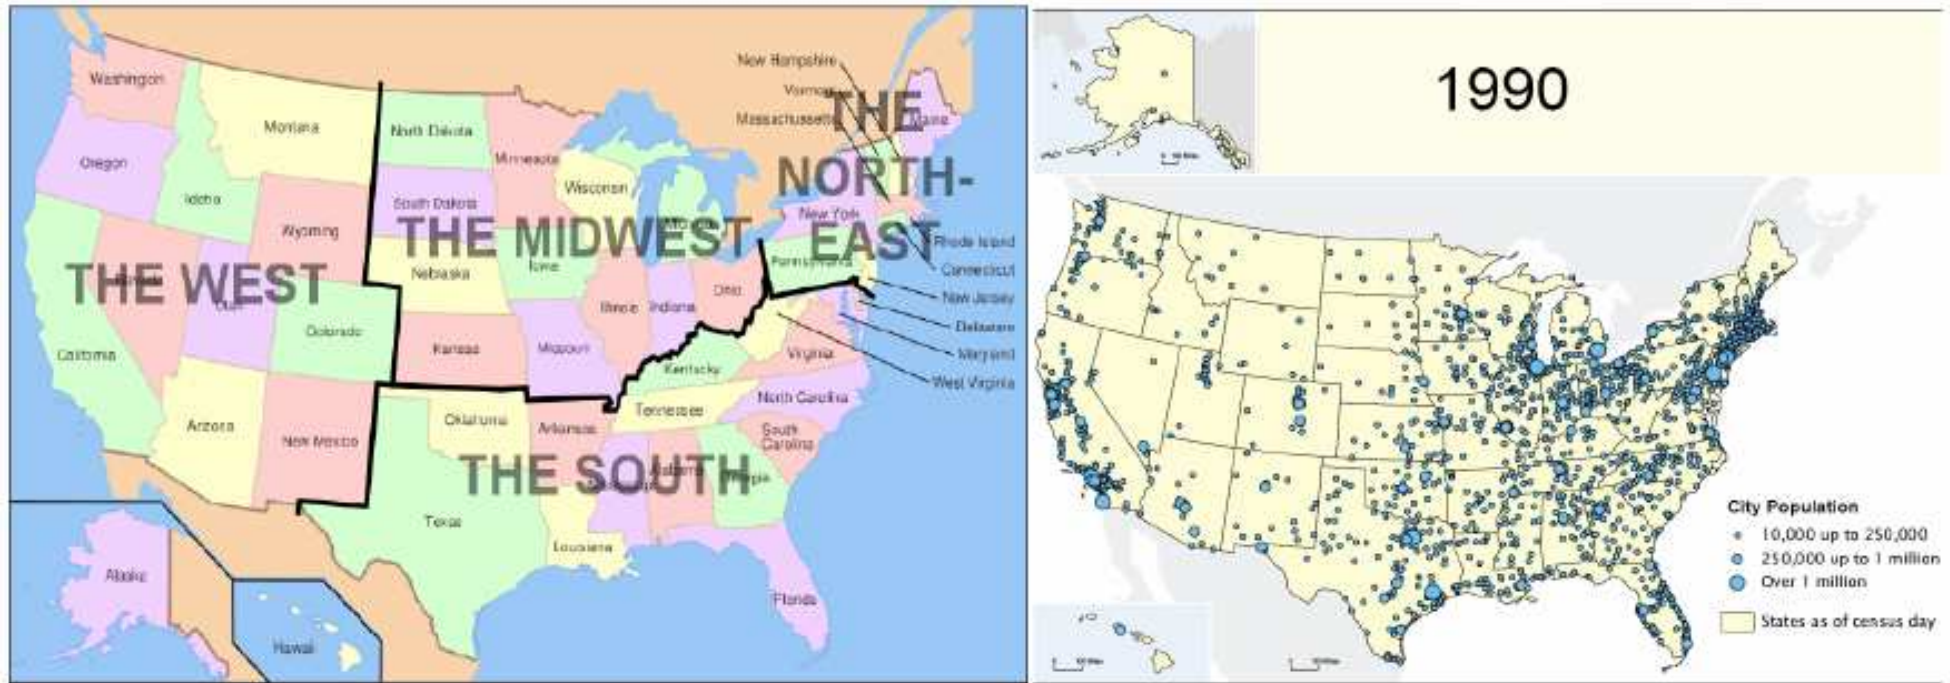 New Hampshire
Washington
Vermont
THE
Montana
North Dakota
Massachusetts
Maine
Oregon
Minnesota
NORTH-
Idaho
Wisconsin
South Dakota
New York
Wyoming
THE MIDWEST
EAST
Rhode Island
Pennsylvania
Connecticut
THE WEST
Nebraska
Iowa
Ohio
Illinois
Indiana
New Jersey
Utah
Colorado
Delaware
California
Kansas
Missouri
Virginia
Maryland
Kentucky
West Virginia
North Carolina
Arizona
New Mexico
Oklahoma
Arkansas
Tennessee
South
Carolina
THE SOUTH
Alabama
Georgia
Texas
Louisiana
Alaska
Florida
Hawaii
1990
City Population
10,000 up to 250,000
250,000 up to 1 million
Over 1 million
States as of census day